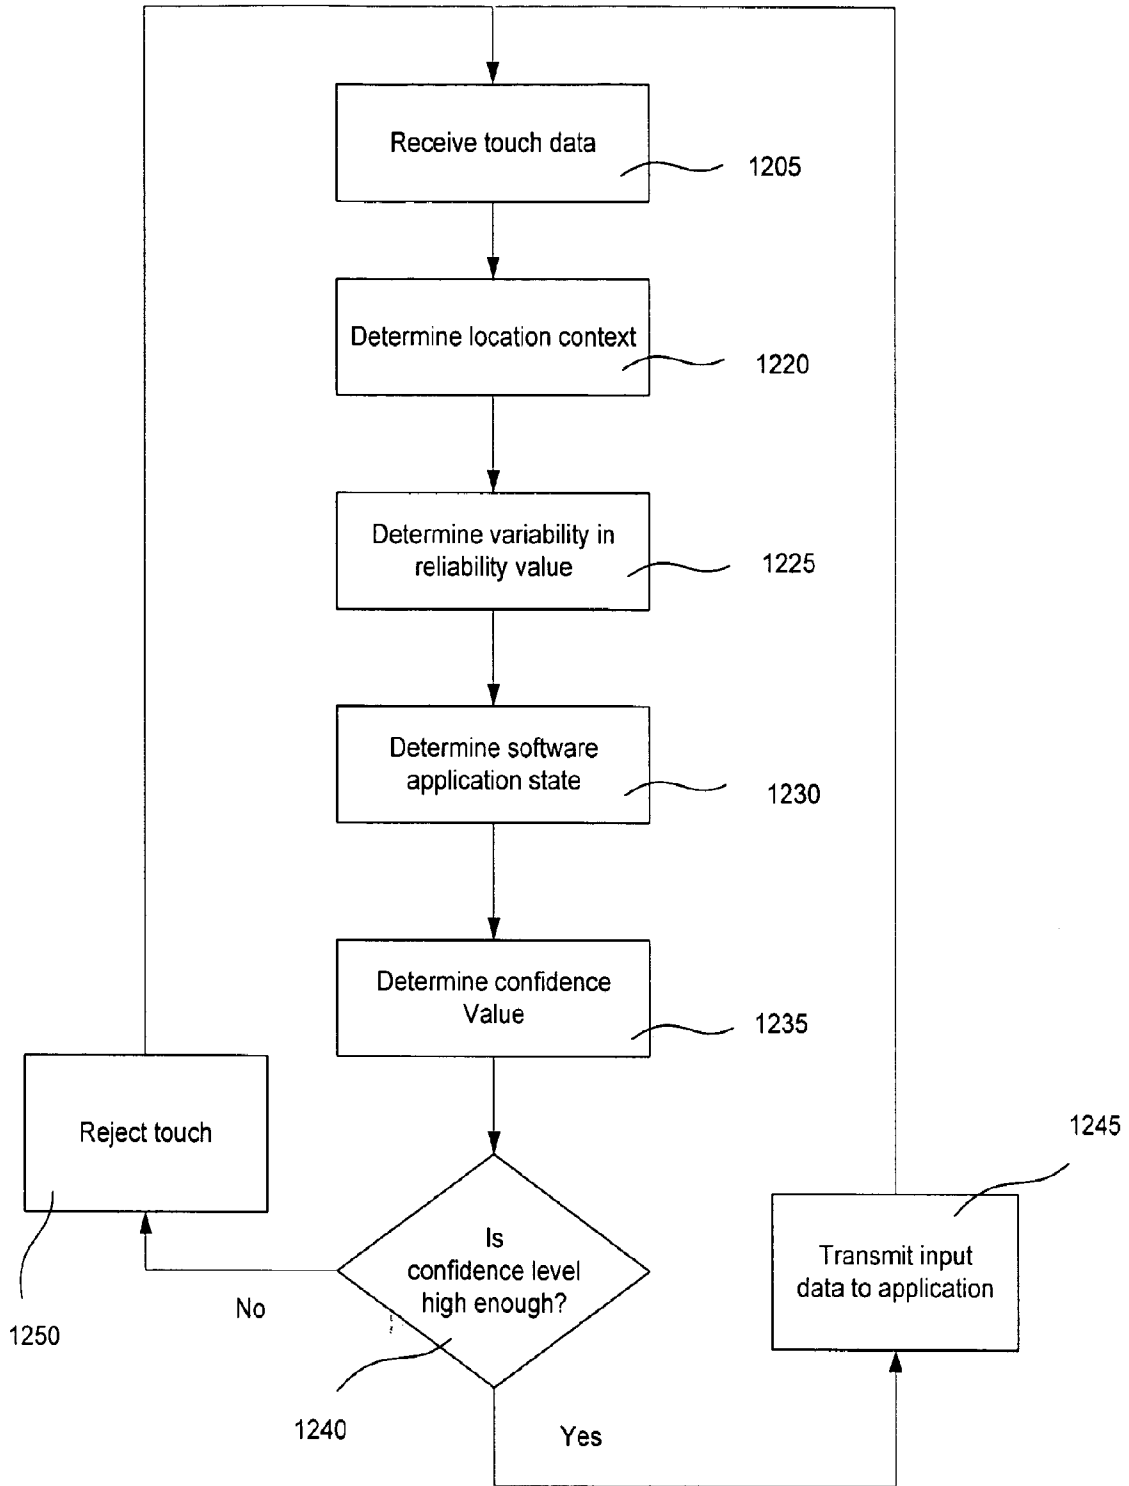 Receive touch data
1205
Determine location context
1220
Determine variability in
reliability value
1225
Determine software
application state
1230
Determine confidence
Value
1235
Reject touch
1250
Is
confidence level
high enough?
1240
No
Yes
1245
Transmit input
data to application